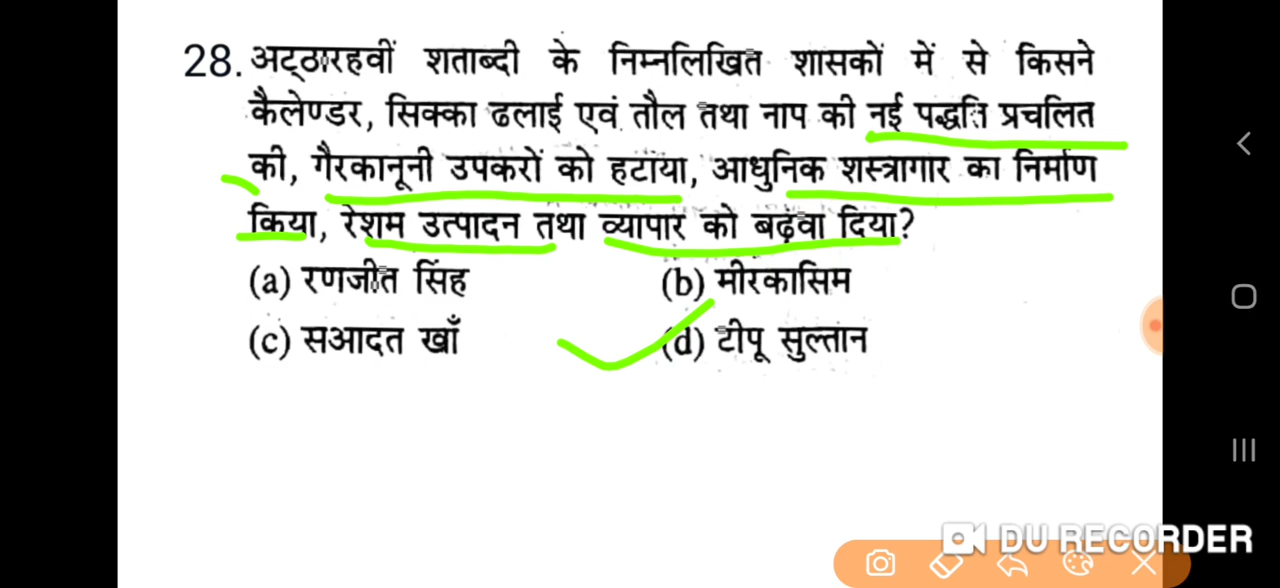 28. अट्ठारहवीं शताब्दी के निम्नलिखित शासकों में से किसने
कैलेण्डर, सिक्का ढलाई एवं तौल तथा नाप की नई पद्धति प्रचलित
की, गैरकानूनी उपकरों को हटाया, आधुनिक शस्त्रागार का निर्माण
किया, रेशम उत्पादन तथा व्यापार को बढ़वा दिया?
(a) रणजीत सिंह (b) मीरकासिम
(c) सआदत खाँ (d) टीपू सुल्तान
DU RECORDER